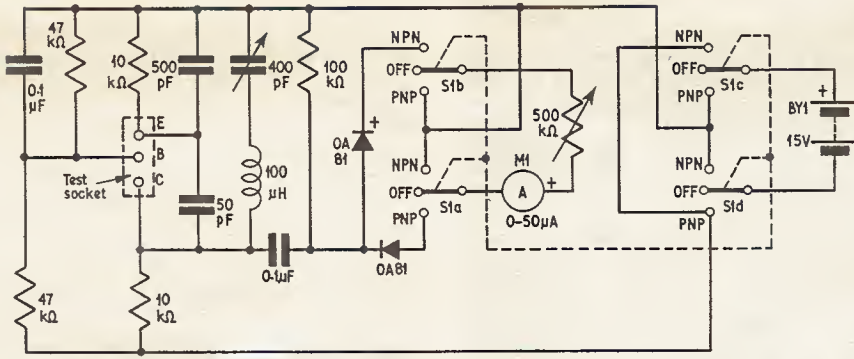 47
kΩ
0.1
μF
10
kΩ
500
pF
400
pF
100
kΩ
E
B
C
Test
socket
50
pF
100
μH
0.1μF
47
kΩ
10
kΩ
OA
81
+
OA81
NPN
OFF
PNP
S1b
NPN
OFF
PNP
S1a
500
kΩ
M1
A
+
0-50μA
NPN
OFF
PNP
S1c
NPN
OFF
PNP
S1d
+
BY1
15V